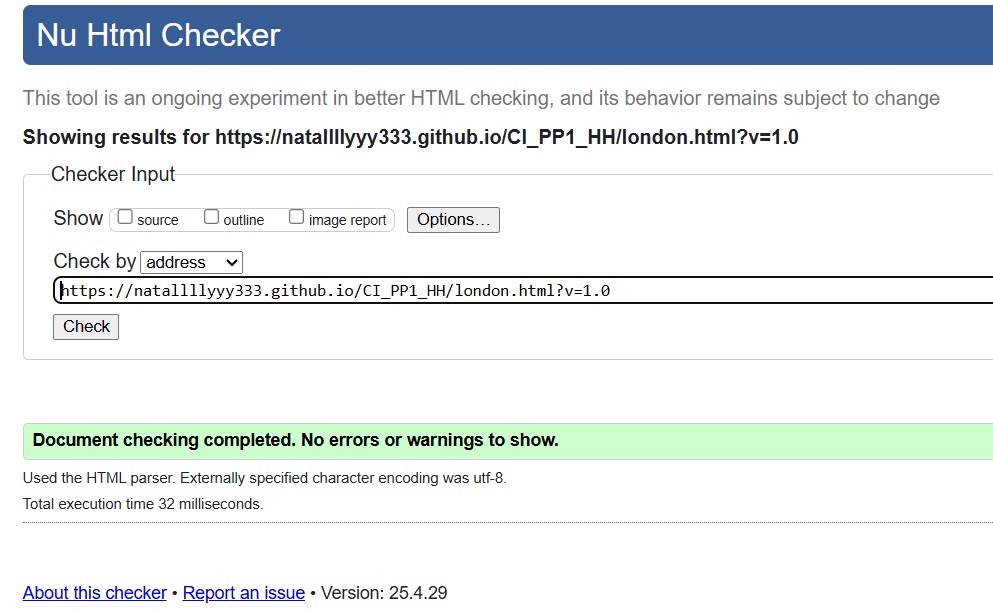 Nu Html Checker
This tool is an ongoing experiment in better HTML checking, and its behavior remains subject to change
Showing results for https://natallllyyy333.github.io/CI_PP1_HH/london.html?v=1.0
Checker Input
Show source outline image report Options…
Check by address
https://natallllyyy333.github.io/CI_PP1_HH/london.html?v=1.0
Check
Document checking completed. No errors or warnings to show.
Used the HTML parser. Externally specified character encoding was utf-8.
Total execution time 32 milliseconds.
About this checker • Report an issue • Version: 25.4.29